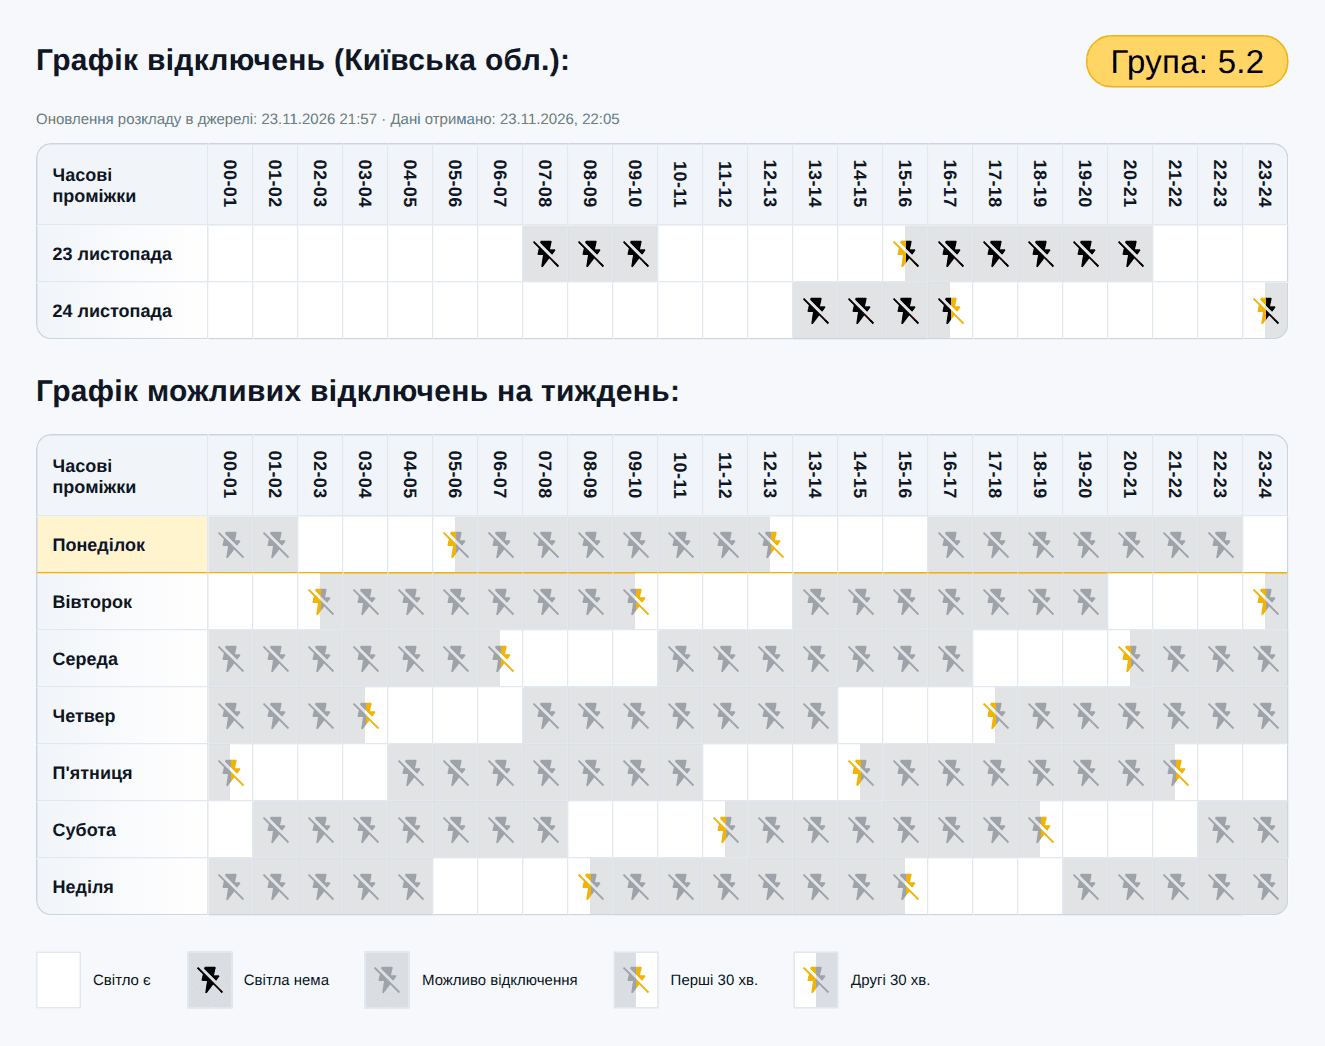 Графік відключень (Київська обл.):
Група: 5.2
Оновлення розкладу в джерелі: 23.11.2026 21:57 · Дані отримано: 23.11.2026, 22:05
Часові проміжки 00-01 01-02 02-03 03-04 04-05 05-06 06-07 07-08 08-09 09-10 10-11 11-12 12-13 13-14 14-15 15-16 16-17 17-18 18-19 19-20 20-21 21-22 22-23 23-24
23 листопада
24 листопада
Графік можливих відключень на тиждень:
Часові проміжки 00-01 01-02 02-03 03-04 04-05 05-06 06-07 07-08 08-09 09-10 10-11 11-12 12-13 13-14 14-15 15-16 16-17 17-18 18-19 19-20 20-21 21-22 22-23 23-24
Понеділок
Вівторок
Середа
Четвер
П'ятниця
Субота
Неділя
Світло є Світла нема Можливо відключення Перші 30 хв. Другі 30 хв.